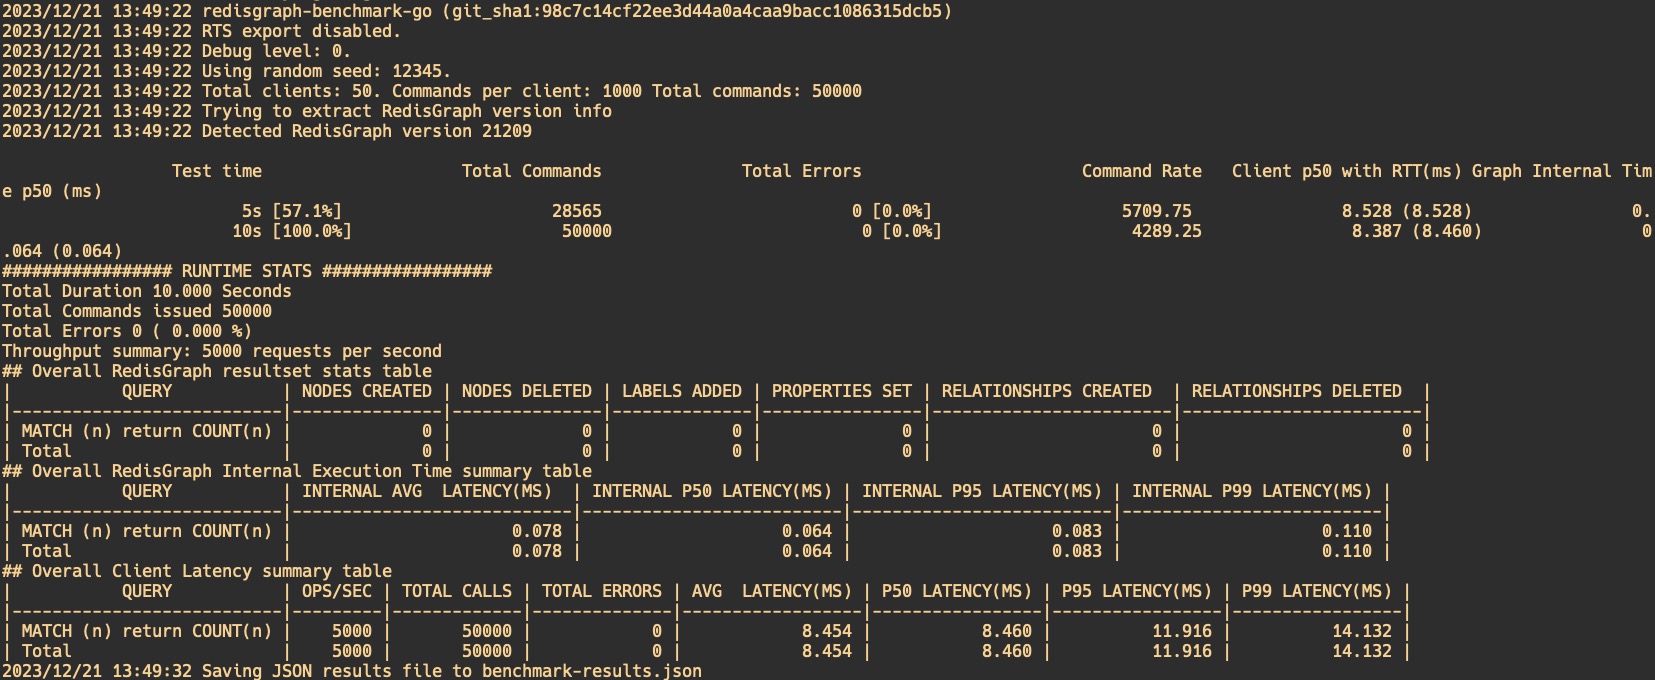 2023/12/21 13:49:22 redisgraph-benchmark-go (git_sha1:98c7c14cf22ee3d44a0a4caa9bacc1086315dcb5)
2023/12/21 13:49:22 RTS export disabled.
2023/12/21 13:49:22 Debug level: 0.
2023/12/21 13:49:22 Using random seed: 12345.
2023/12/21 13:49:22 Total clients: 50. Commands per client: 1000 Total commands: 50000
2023/12/21 13:49:22 Trying to extract RedisGraph version info
2023/12/21 13:49:22 Detected RedisGraph version 21209
Test time Total Commands Total Errors Command Rate Client p50 with RTT(ms) Graph Internal Tim
e p50 (ms)
5s [57.1%] 28565 0 [0.0%] 5709.75 8.528 (8.528) 0.
10s [100.0%] 50000 0 [0.0%] 4289.25 8.387 (8.460) 0
.064 (0.064)
################# RUNTIME STATS #################
Total Duration 10.000 Seconds
Total Commands issued 50000
Total Errors 0 ( 0.000 %)
Throughput summary: 5000 requests per second
## Overall RedisGraph resultset stats table
| QUERY | NODES CREATED | NODES DELETED | LABELS ADDED | PROPERTIES SET | RELATIONSHIPS CREATED | RELATIONSHIPS DELETED |
|---------------------------|---------------|---------------|--------------|----------------|------------------------|------------------------|
| MATCH (n) return COUNT(n) | 0 | 0 | 0 | 0 | 0 | 0 |
| Total | 0 | 0 | 0 | 0 | 0 | 0 |
## Overall RedisGraph Internal Execution Time summary table
| QUERY | INTERNAL AVG LATENCY(MS) | INTERNAL P50 LATENCY(MS) | INTERNAL P95 LATENCY(MS) | INTERNAL P99 LATENCY(MS) |
|---------------------------|----------------------------|--------------------------|--------------------------|--------------------------|
| MATCH (n) return COUNT(n) | 0.078 | 0.064 | 0.083 | 0.110 |
| Total | 0.078 | 0.064 | 0.083 | 0.110 |
## Overall Client Latency summary table
| QUERY | OPS/SEC | TOTAL CALLS | TOTAL ERRORS | AVG LATENCY(MS) | P50 LATENCY(MS) | P95 LATENCY(MS) | P99 LATENCY(MS) |
|---------------------------|---------|-------------|--------------|------------------|-----------------|-----------------|-----------------|
| MATCH (n) return COUNT(n) | 5000 | 50000 | 0 | 8.454 | 8.460 | 11.916 | 14.132 |
| Total | 5000 | 50000 | 0 | 8.454 | 8.460 | 11.916 | 14.132 |
2023/12/21 13:49:32 Saving JSON results file to benchmark-results.json